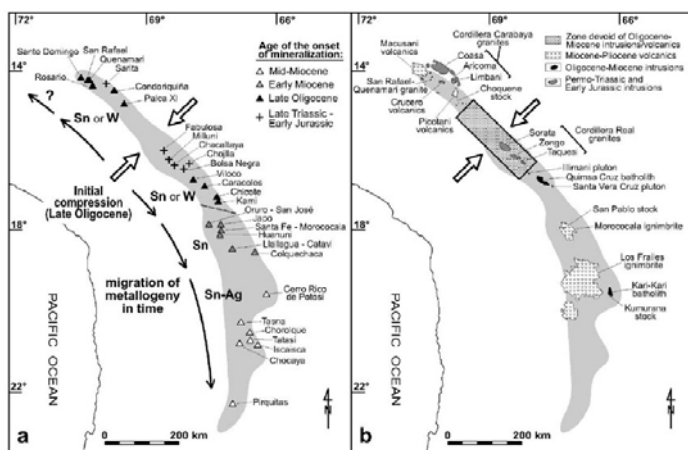 72° 69° 66°
Santo Domingo San Rafael
Quenamari
Sarita
Rosario
Condoriquiña
Palca XI
14°
?
Sn or W
Age of the onset
of mineralization:
Mid-Miocene
Early Miocene
Late Oligocene
Late Triassic -
Early Jurassic
Fabulosa
Milluni
Chacaltaya
Chojlla
Bolsa Negra
Viloco
Caracoles
Chicote
Kami
Initial
compression
(Late Oligocene)
Sn or W
Oruro - San José
Japo
Santa Fe - Morococala
Huanuni
Llallagua - Catavi
Colquechaca
18°
Sn
Sn-Ag
migration of
metallogeny
in time
Cerro Rico
de Potosí
Tasna
Chorolque
Tatasi
Chocaya
Pirquitas
22°
PACIFIC OCEAN
a
0 200 km
N
72° 69° 66°
Macusani
volcanics
Cordillera Carabaya
granites
Coasa
Aricoma
Limbani
14°
San Rafael-
Quenamari granite
Choquene stock
Crucero volcanics
Picotani
volcanics
Zone devoid of Oligocene-
Miocene intrusions/volcanics
Miocene-Pliocene volcanics
Oligocene-Miocene intrusions
Permo-Triassic and
Early Jurassic intrusions
Cordillera Real
granites
Sorata
Zongo
Taquesi
Illimani pluton
Quimsa Cruz batholith
Santa Vera Cruz pluton
18°
San Pablo stock
Morococala ignimbrite
Los Frailes
ignimbrite
Kari-Kari
batholith
Kumurana
stock
22°
PACIFIC OCEAN
b
0 200 km
N